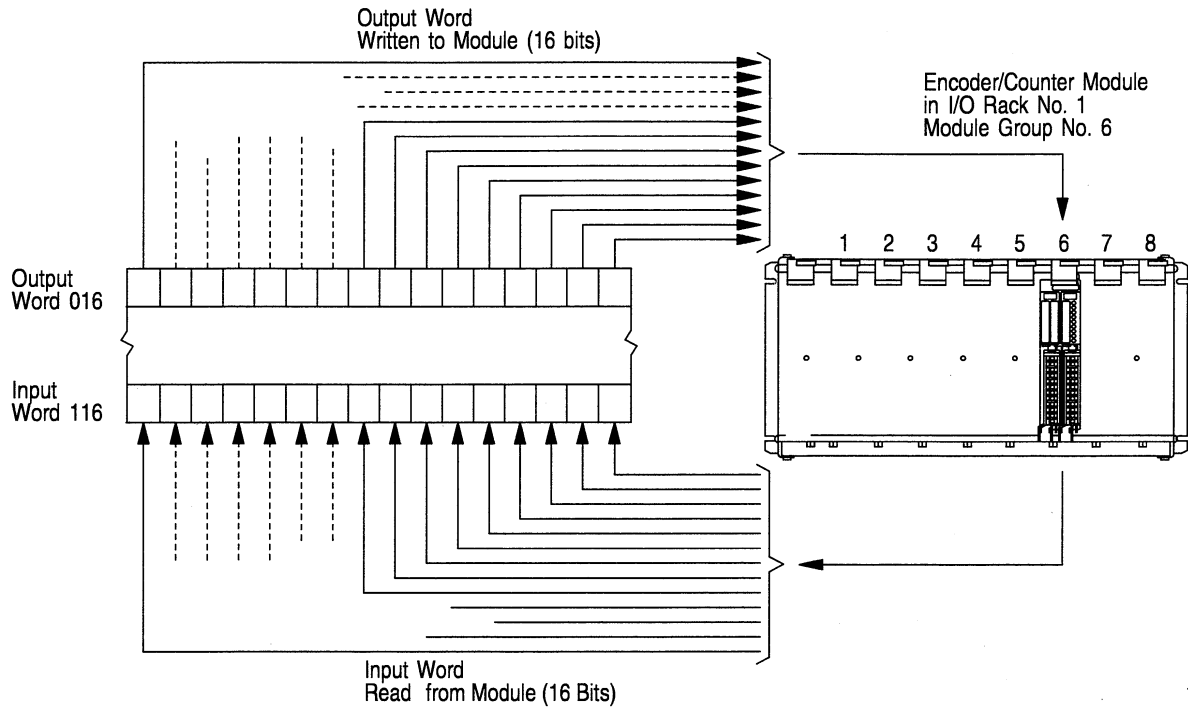 Output Word
Written to Module (16 bits)
Encoder/Counter Module
in I/O Rack No. 1
Module Group No. 6
1 2 3 4 5 6 7 8
Output
Word 016
Input
Word 116
Input Word
Read from Module (16 Bits)